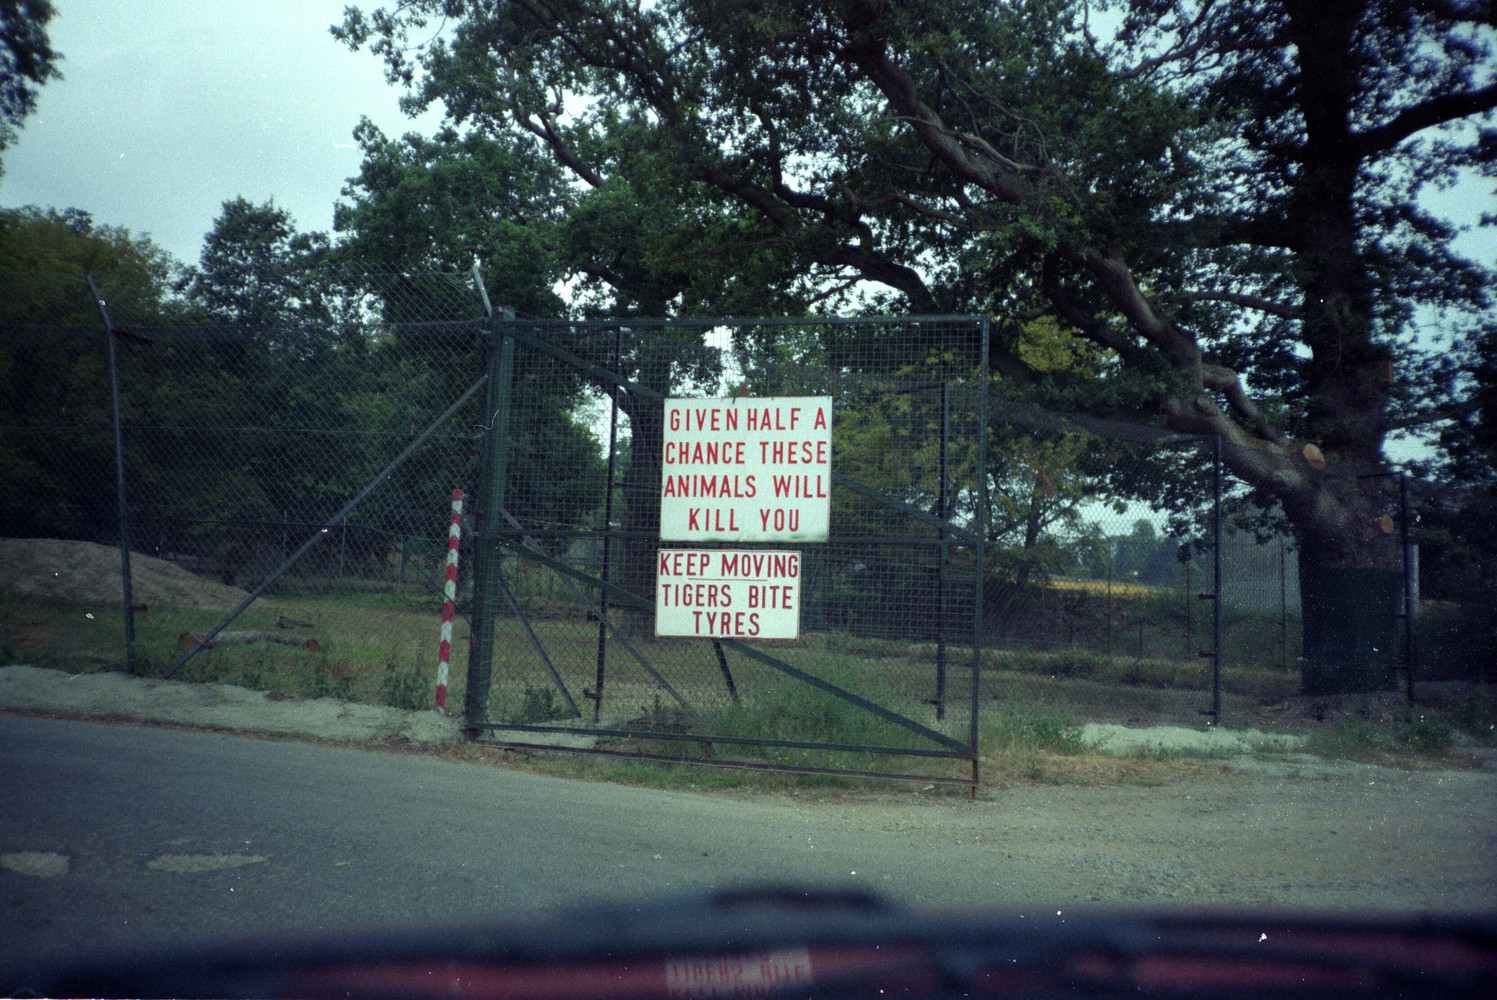 GIVEN HALF A
CHANCE THESE
ANIMALS WILL
KILL YOU
KEEP MOVING
TIGERS BITE
TYRES